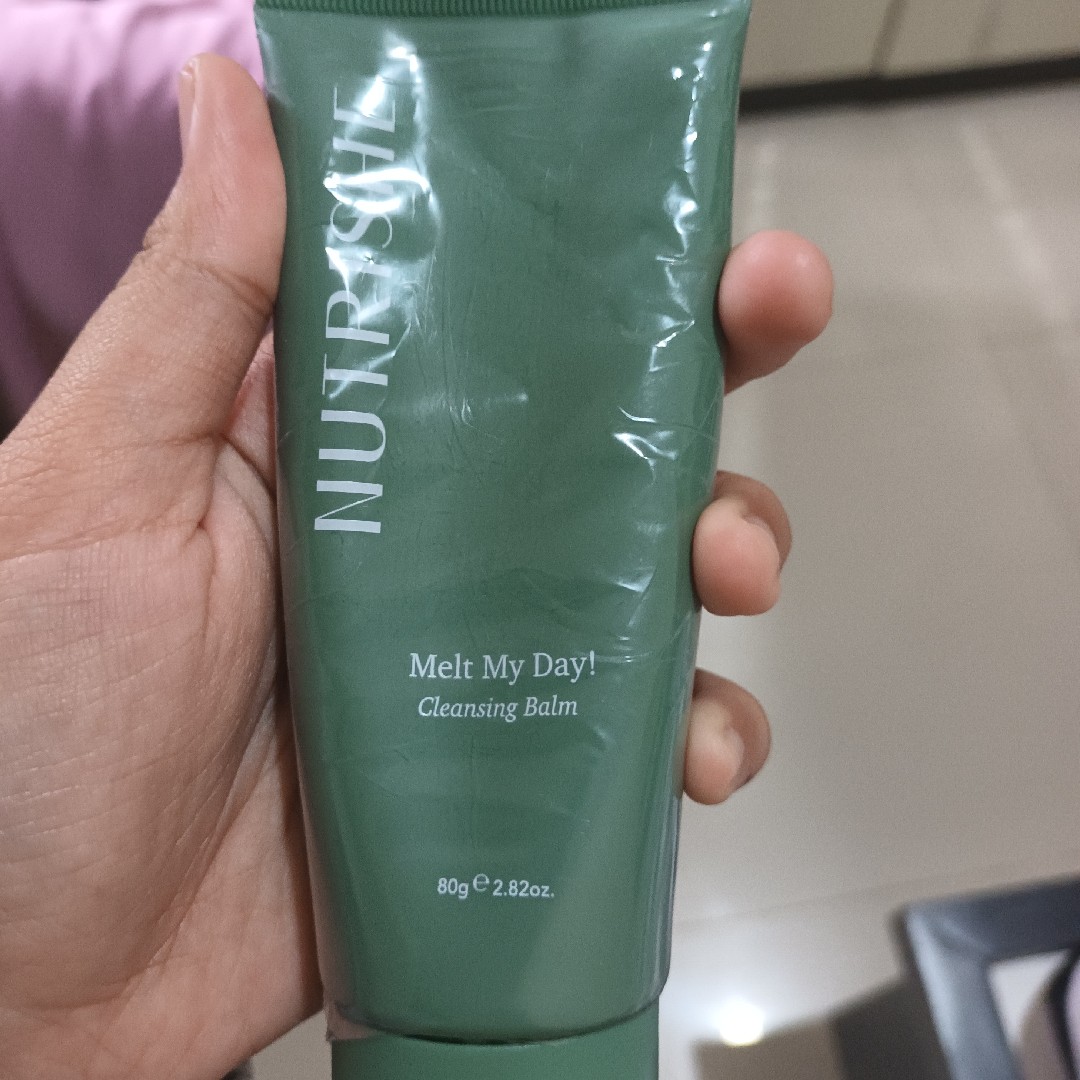 NUTRISHE
Melt My Day!
Cleansing Balm
80g℮2.82oz.